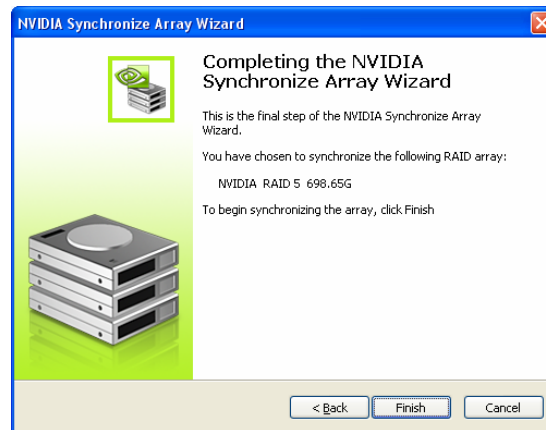 NVIDIA Synchronize Array Wizard
Completing the NVIDIA
Synchronize Array Wizard
This is the final step of the NVIDIA Synchronize Array
Wizard.
You have chosen to synchronize the following RAID array:
NVIDIA RAID 5 698.65G
To begin synchronizing the array, click Finish
< Back
Finish
Cancel